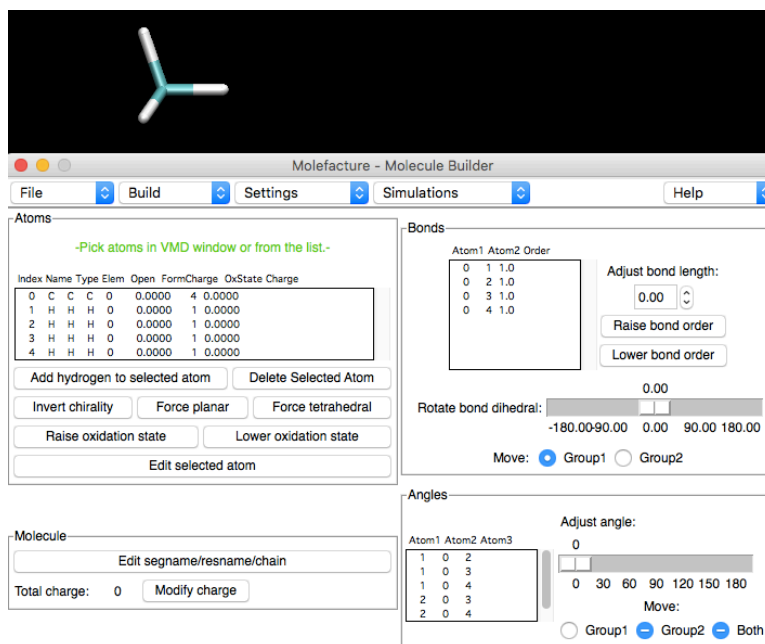 Molefacture - Molecule Builder
File Build Settings Simulations Help
Atoms
-Pick atoms in VMD window or from the list.-
Index Name Type Elem Open FormCharge OxState Charge
0 C C C 0 0.0000 4 0.0000
1 H H H 0 0.0000 1 0.0000
2 H H H 0 0.0000 1 0.0000
3 H H H 0 0.0000 1 0.0000
4 H H H 0 0.0000 1 0.0000
Add hydrogen to selected atom Delete Selected Atom
Invert chirality Force planar Force tetrahedral
Raise oxidation state Lower oxidation state
Edit selected atom
Molecule
Edit segname/resname/chain
Total charge: 0 Modify charge
Bonds
Atom1 Atom2 Order
0 1 1.0
0 2 1.0
0 3 1.0
0 4 1.0
Adjust bond length:
0.00
Raise bond order
Lower bond order
0.00
Rotate bond dihedral:
-180.00-90.00 0.00 90.00 180.00
Move: Group1 Group2
Angles
Atom1 Atom2 Atom3
1 0 2
1 0 3
1 0 4
2 0 3
2 0 4
Adjust angle:
0
0 30 60 90 120 150 180
Move:
Group1 Group2 Both